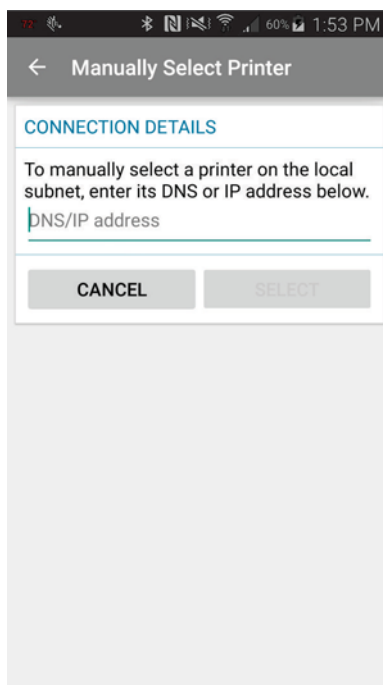 60% 1:53 PM
Manually Select Printer
CONNECTION DETAILS
To manually select a printer on the local
subnet, enter its DNS or IP address below.
DNS/IP address
CANCEL SELECT